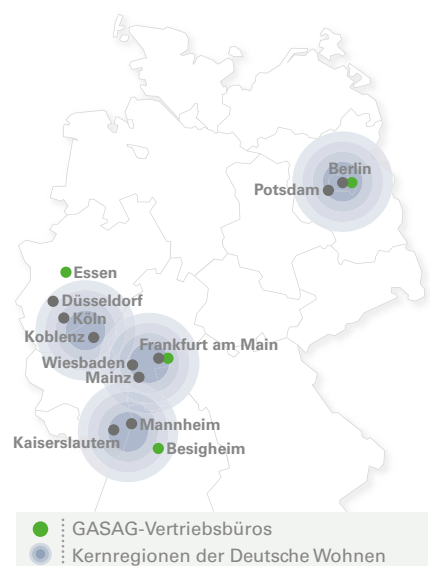 Berlin
Potsdam
Essen
Düsseldorf
Köln
Koblenz
Frankfurt am Main
Wiesbaden
Mainz
Mannheim
Kaiserslautern
Besigheim
GASAG-Vertriebsbüros
Kernregionen der Deutsche Wohnen